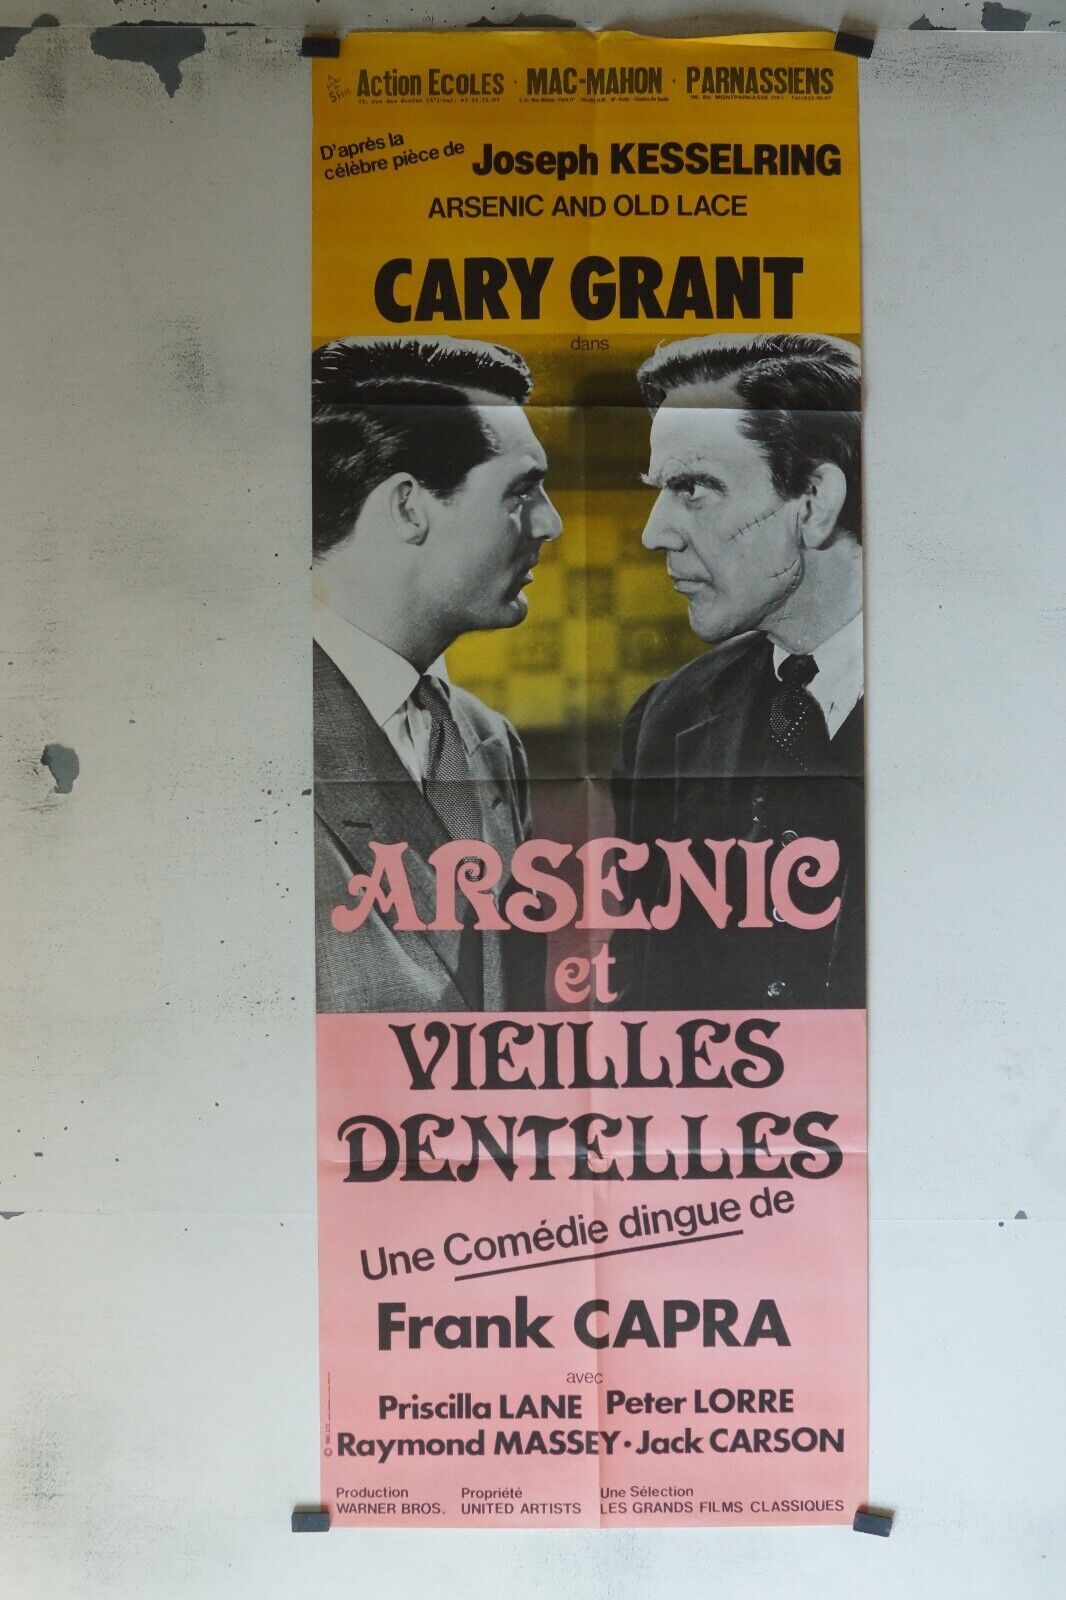 Action Ecoles · MAC-MAHON · PARNASSIENS
D'après la
célèbre pièce de
Joseph KESSELRING
ARSENIC AND OLD LACE
CARY GRANT
dans
ARSENIC
et
VIEILLES
DENTELLES
Une Comédie dingue de
Frank CAPRA
avec
Priscilla LANE Peter LORRE
Raymond MASSEY · Jack CARSON
Production Propriété Une Sélection
WARNER BROS. UNITED ARTISTS LES GRANDS FILMS CLASSIQUES